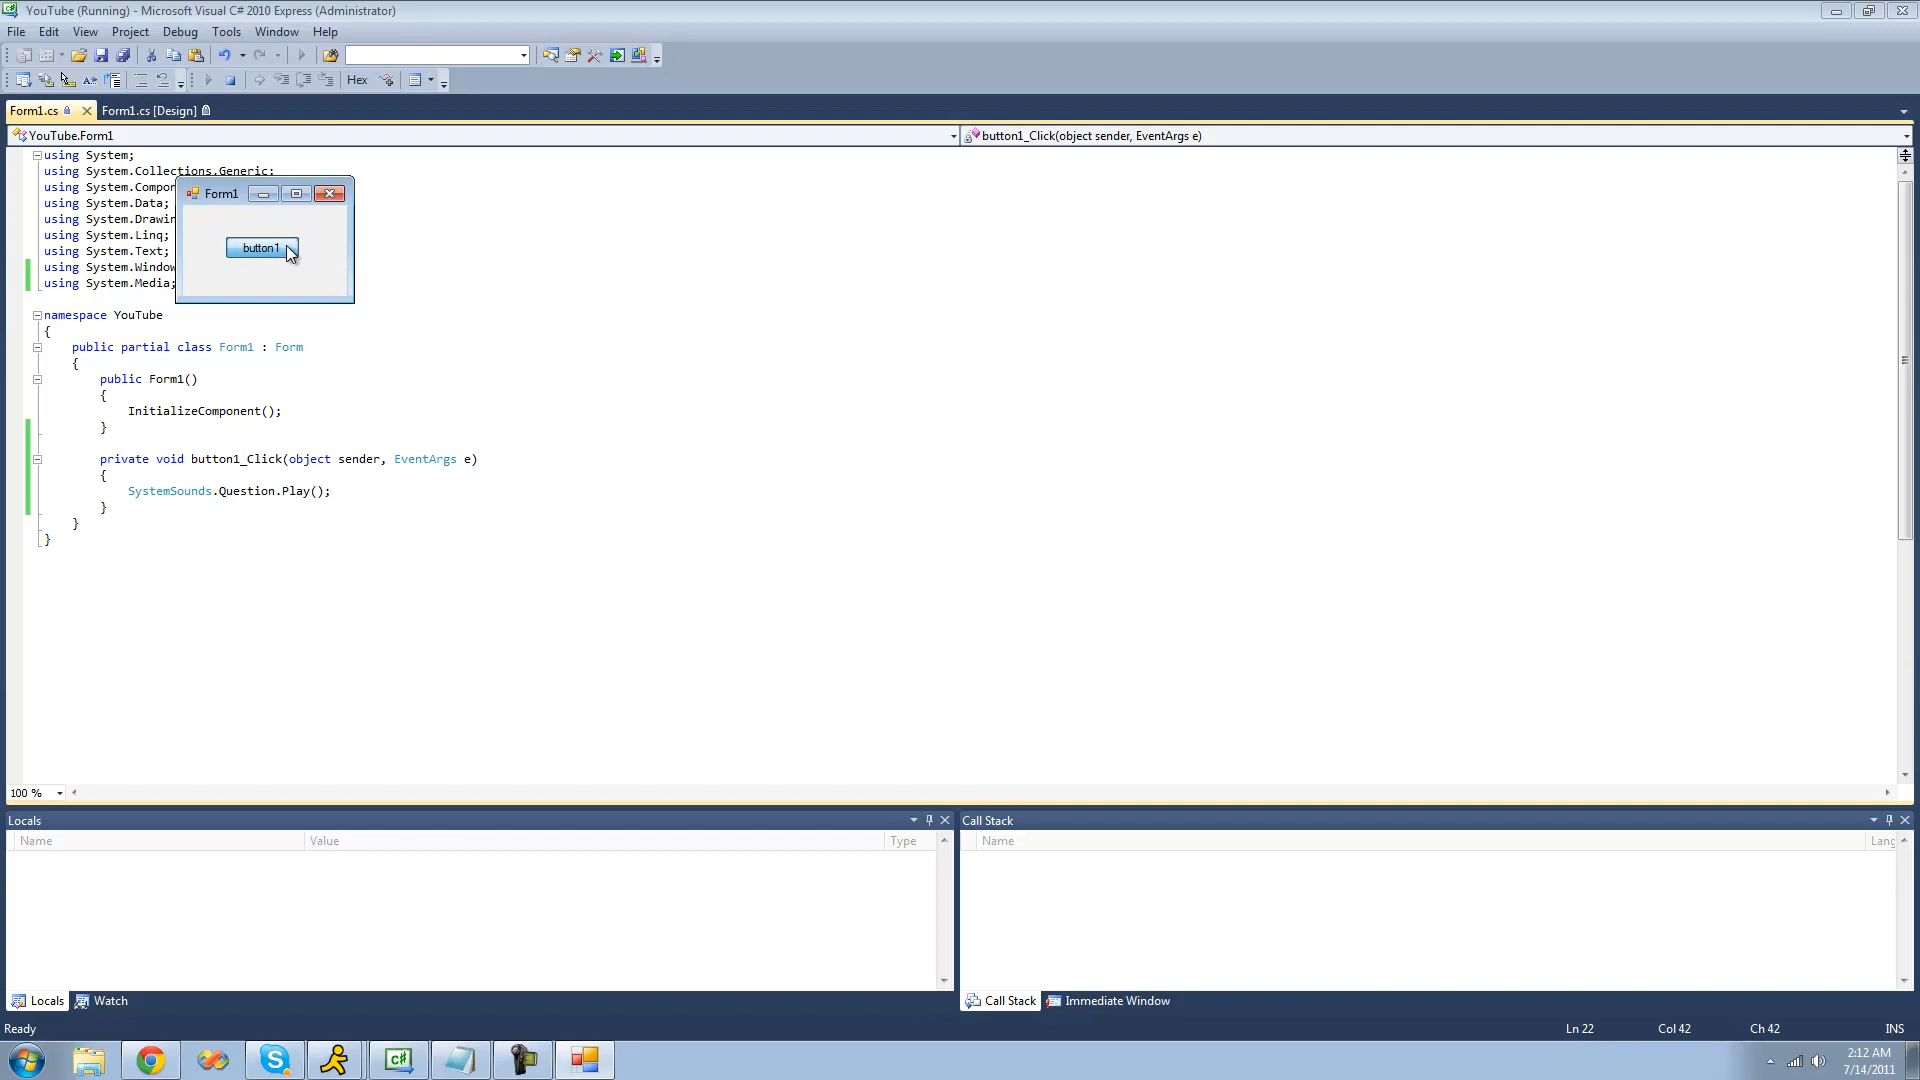 YouTube (Running) - Microsoft Visual C# 2010 Express (Administrator)
File Edit View Project Debug Tools Window Help
Hex
Form1.cs Form1.cs [Design]
YouTube.Form1 button1_Click(object sender, EventArgs e)
using System;
using System.Collections.Generic;
using System.Compon
using System.Data;
using System.Drawin
using System.Linq;
using System.Text;
using System.Window
using System.Media;
Form1
button1
namespace YouTube
{
public partial class Form1 : Form
{
public Form1()
{
InitializeComponent();
}
private void button1_Click(object sender, EventArgs e)
{
SystemSounds.Question.Play();
}
}
}
100 %
Locals
Name Value Type
Call Stack
Name Lang
Locals Watch
Call Stack Immediate Window
Ready Ln 22 Col 42 Ch 42 INS
2:12 AM
7/14/2011